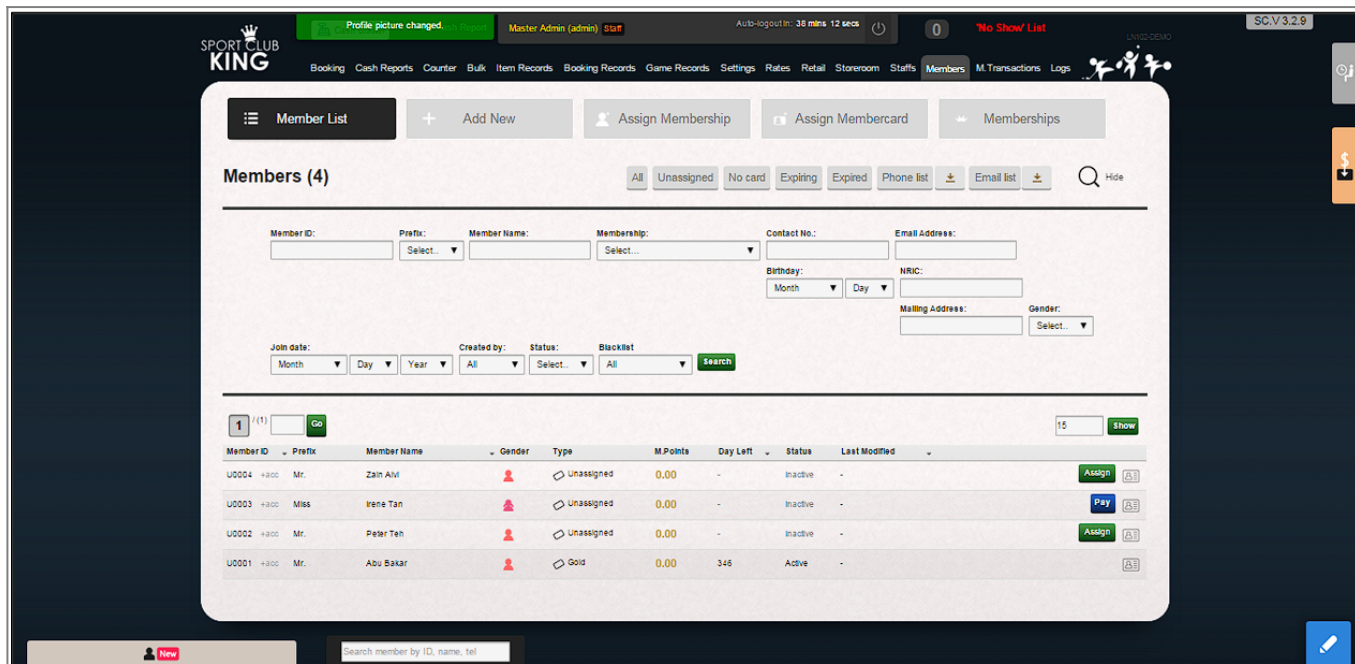 Profile picture changed.
Cash Report
Master Admin (admin) Staff
Auto-logout in: 38 mins 12 secs
0
'No Show' List
SC.V 3.2.9
LN102-DEMO
SPORT CLUB
KING
Booking Cash Reports Counter Bulk Item Records Booking Records Game Records Settings Rates Retail Storeroom Staffs Members M.Transactions Logs
Member List Add New Assign Membership Assign Membercard Memberships
Members (4)
All Unassigned No card Expiring Expired Phone list Email list Hide
Member ID: Prefix: Member Name: Membership: Contact No.: Email Address:
Select.. Select...
Birthday: NRIC:
Month Day
Mailing Address: Gender:
Select..
Join date: Created by: Status: Blacklist
Month Day Year All Select.. All Search
1 /(1) Go 15 Show
Member ID Prefix Member Name Gender Type M.Points Day Left Status Last Modified
U0004 +acc Mr. Zain Alvi Unassigned 0.00 - Inactive - Assign
U0003 +acc Miss Irene Tan Unassigned 0.00 - Inactive - Pay
U0002 +acc Mr. Peter Teh Unassigned 0.00 - Inactive - Assign
U0001 +acc Mr. Abu Bakar Gold 0.00 346 Active -
New
Search member by ID, name, tel